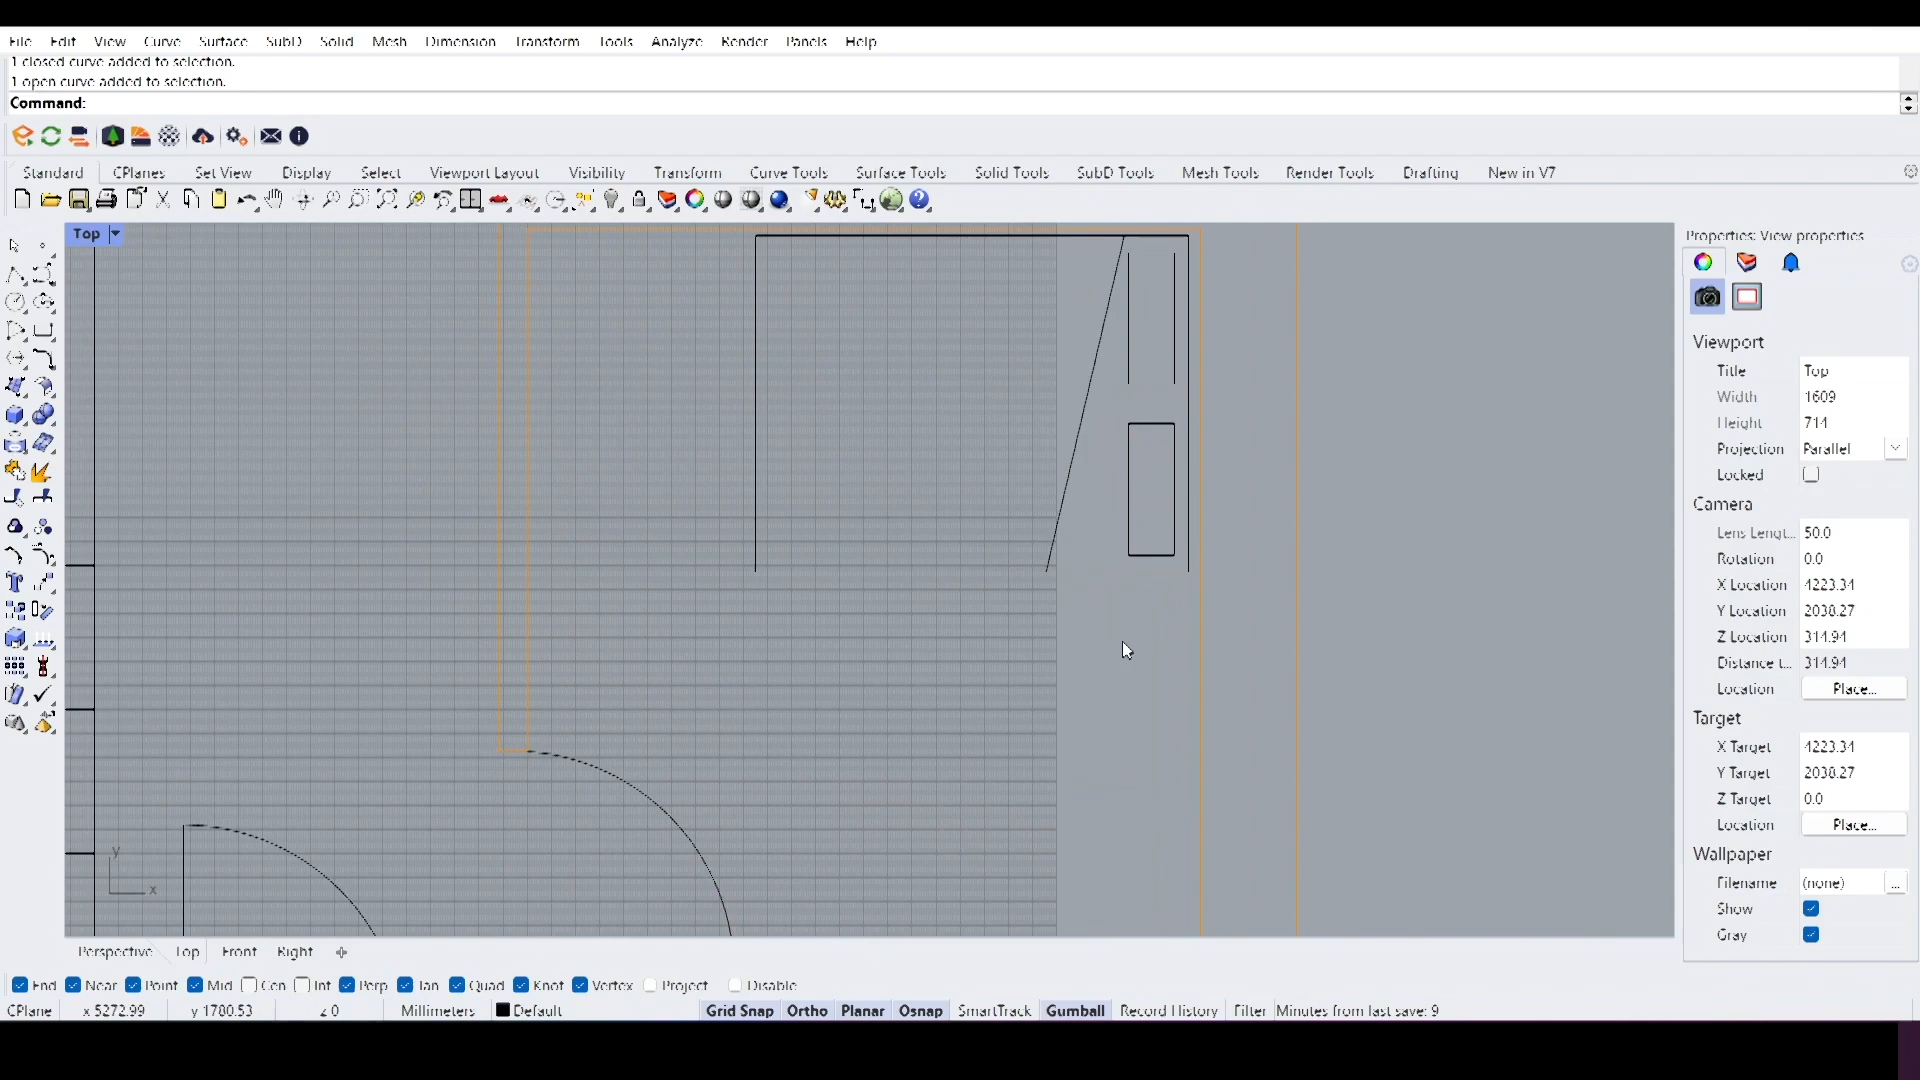 File Edit View Curve Surface SubD Solid Mesh Dimension Transform Tools Analyze Render Panels Help
1 closed curve added to selection.
1 open curve added to selection.
Command:
Standard CPlanes Set View Display Select Viewport Layout Visibility Transform Curve Tools Surface Tools Solid Tools SubD Tools Mesh Tools Render Tools Drafting New in V7
Top
Properties: View properties
Viewport
Title Top
Width 1609
Height 714
Projection Parallel
Locked
Camera
Lens Lengt... 50.0
Rotation 0.0
X Location 4223.34
Y Location 2038.27
Z Location 314.94
Distance t... 314.94
Location Place...
Target
X Target 4223.34
Y Target 2038.27
Z Target 0.0
Location Place...
Wallpaper
Filename (none) ...
Show
Gray
y
x
Perspective Top Front Right
End Near Point Mid Cen Int Perp Tan Quad Knot Vertex Project Disable
CPlane x 5272.99 y 1780.53 z 0 Millimeters Default Grid Snap Ortho Planar Osnap SmartTrack Gumball Record History Filter Minutes from last save: 9